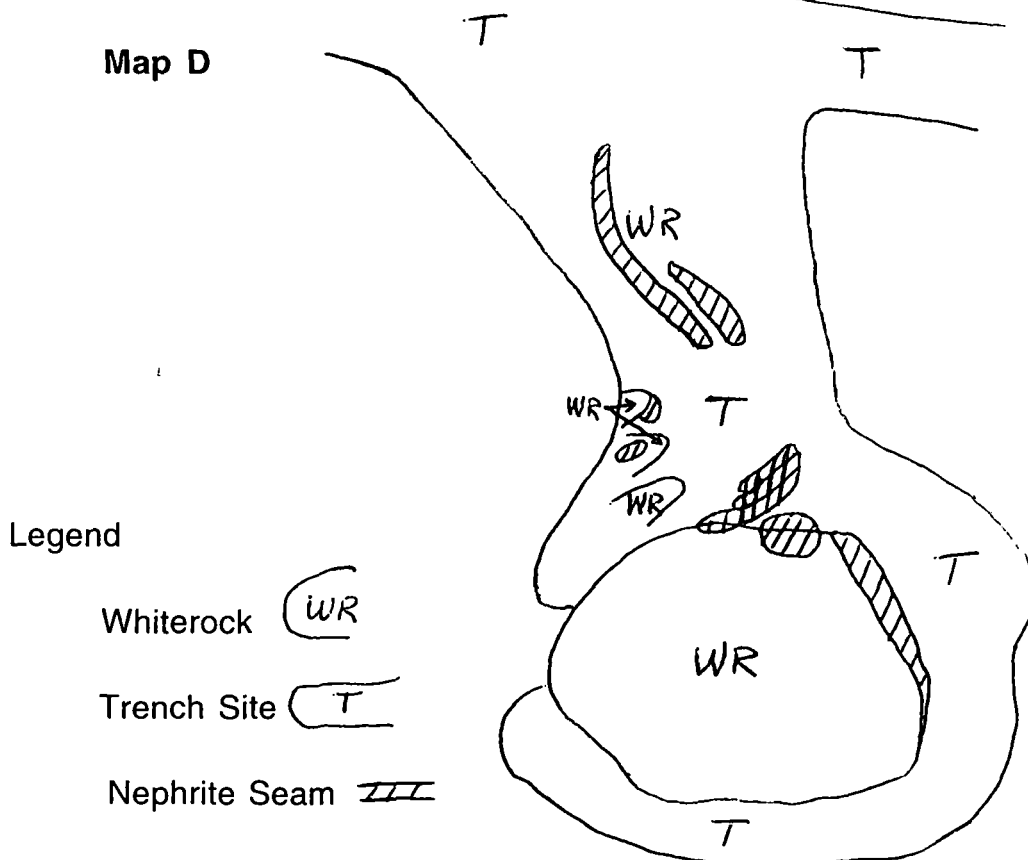 T
Map D
T
WR
WR
T
WR
Legend
T
Whiterock WR
WR
Trench Site T
Nephrite Seam
T